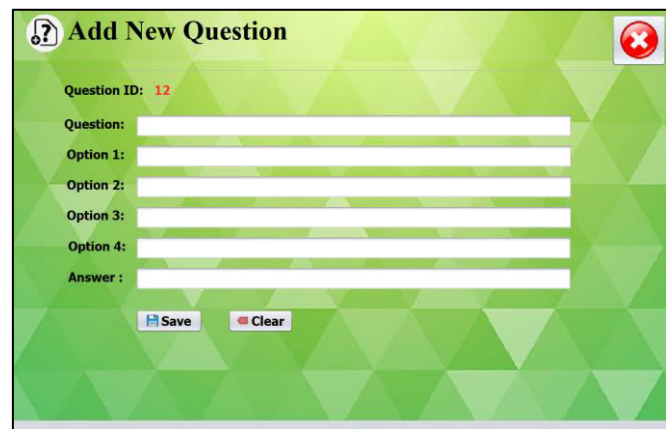 Add New Question
Question ID: 12
Question:
Option 1:
Option 2:
Option 3:
Option 4:
Answer :
Save Clear